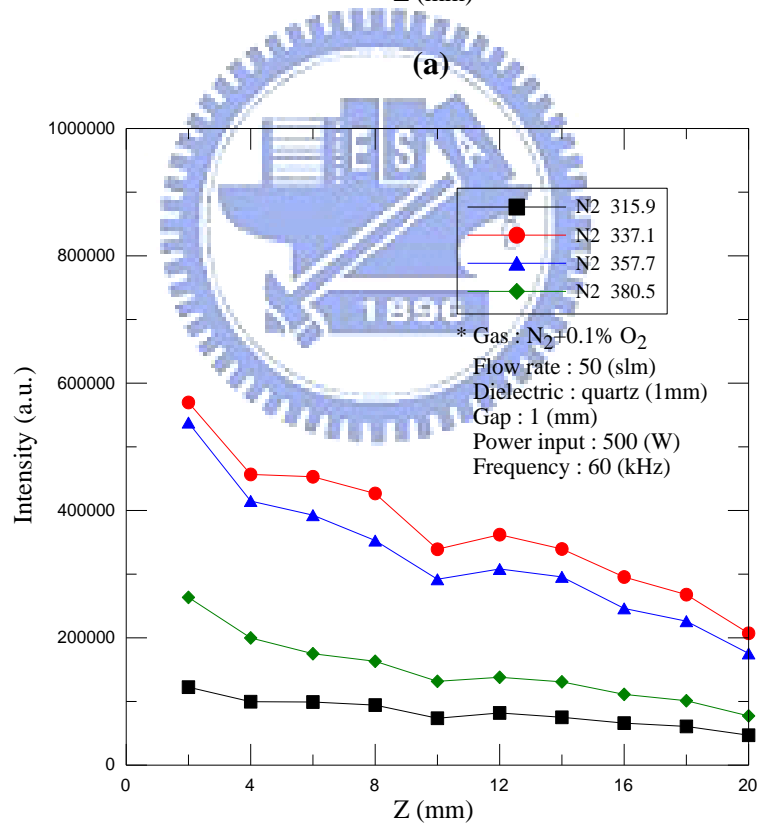 Z (mm)
(a)
1000000
800000
600000
400000
200000
0
Intensity (a.u.)
E S A
1896
N2 315.9
N2 337.1
N2 357.7
N2 380.5
* Gas : N2+0.1% O2
Flow rate : 50 (slm)
Dielectric : quartz (1mm)
Gap : 1 (mm)
Power input : 500 (W)
Frequency : 60 (kHz)
0 4 8 12 16 20
Z (mm)